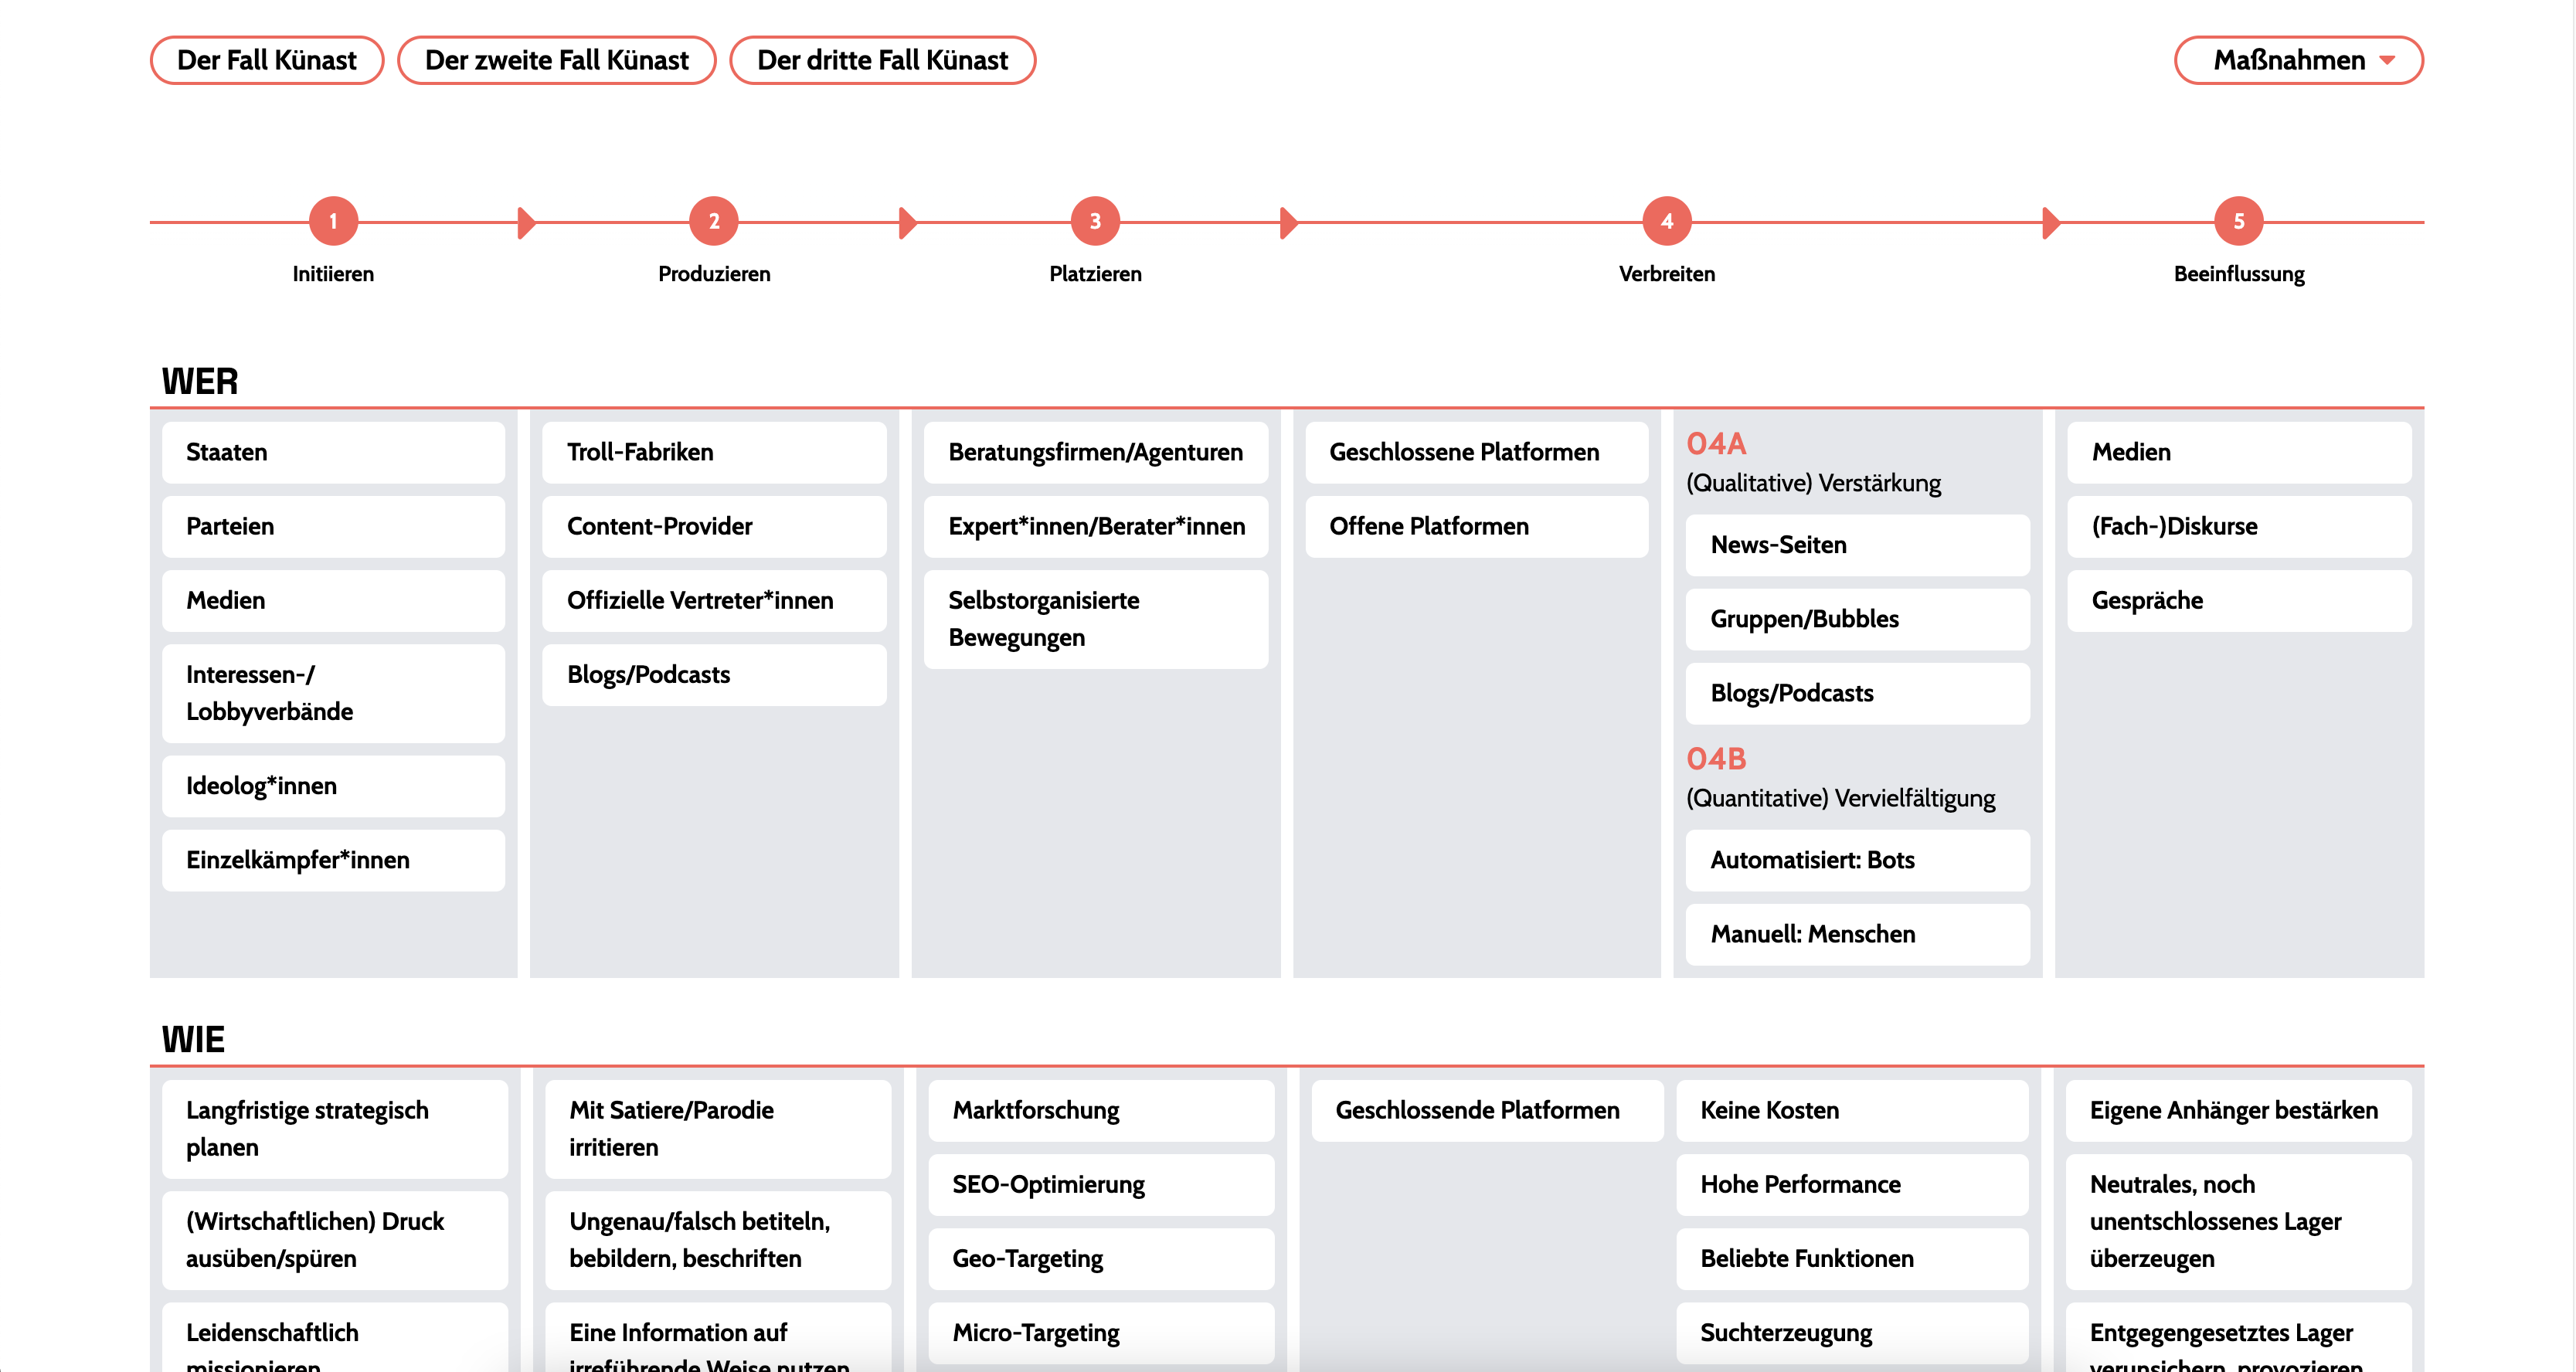 Der Fall Künast
Der zweite Fall Künast
Der dritte Fall Künast
Maßnahmen
1
2
3
4
5
Initiieren
Produzieren
Platzieren
Verbreiten
Beeinflussung
WER
Staaten
Parteien
Medien
Interessen-/
Lobbyverbände
Ideolog*innen
Einzelkämpfer*innen
Troll-Fabriken
Content-Provider
Offizielle Vertreter*innen
Blogs/Podcasts
Beratungsfirmen/Agenturen
Expert*innen/Berater*innen
Selbstorganisierte
Bewegungen
Geschlossene Platformen
Offene Platformen
04A
(Qualitative) Verstärkung
News-Seiten
Gruppen/Bubbles
Blogs/Podcasts
04B
(Quantitative) Vervielfältigung
Automatisiert: Bots
Manuell: Menschen
Medien
(Fach-)Diskurse
Gespräche
WIE
Langfristige strategisch
planen
(Wirtschaftlichen) Druck
ausüben/spüren
Leidenschaftlich
missionieren
Mit Satiere/Parodie
irritieren
Ungenau/falsch betiteln,
bebildern, beschriften
Eine Information auf
irreführende Weise nutzen
Marktforschung
SEO-Optimierung
Geo-Targeting
Micro-Targeting
Geschlossende Platformen
Keine Kosten
Hohe Performance
Beliebte Funktionen
Suchterzeugung
Eigene Anhänger bestärken
Neutrales, noch
unentschlossenes Lager
überzeugen
Entgegengesetztes Lager
verunsichern, provozieren